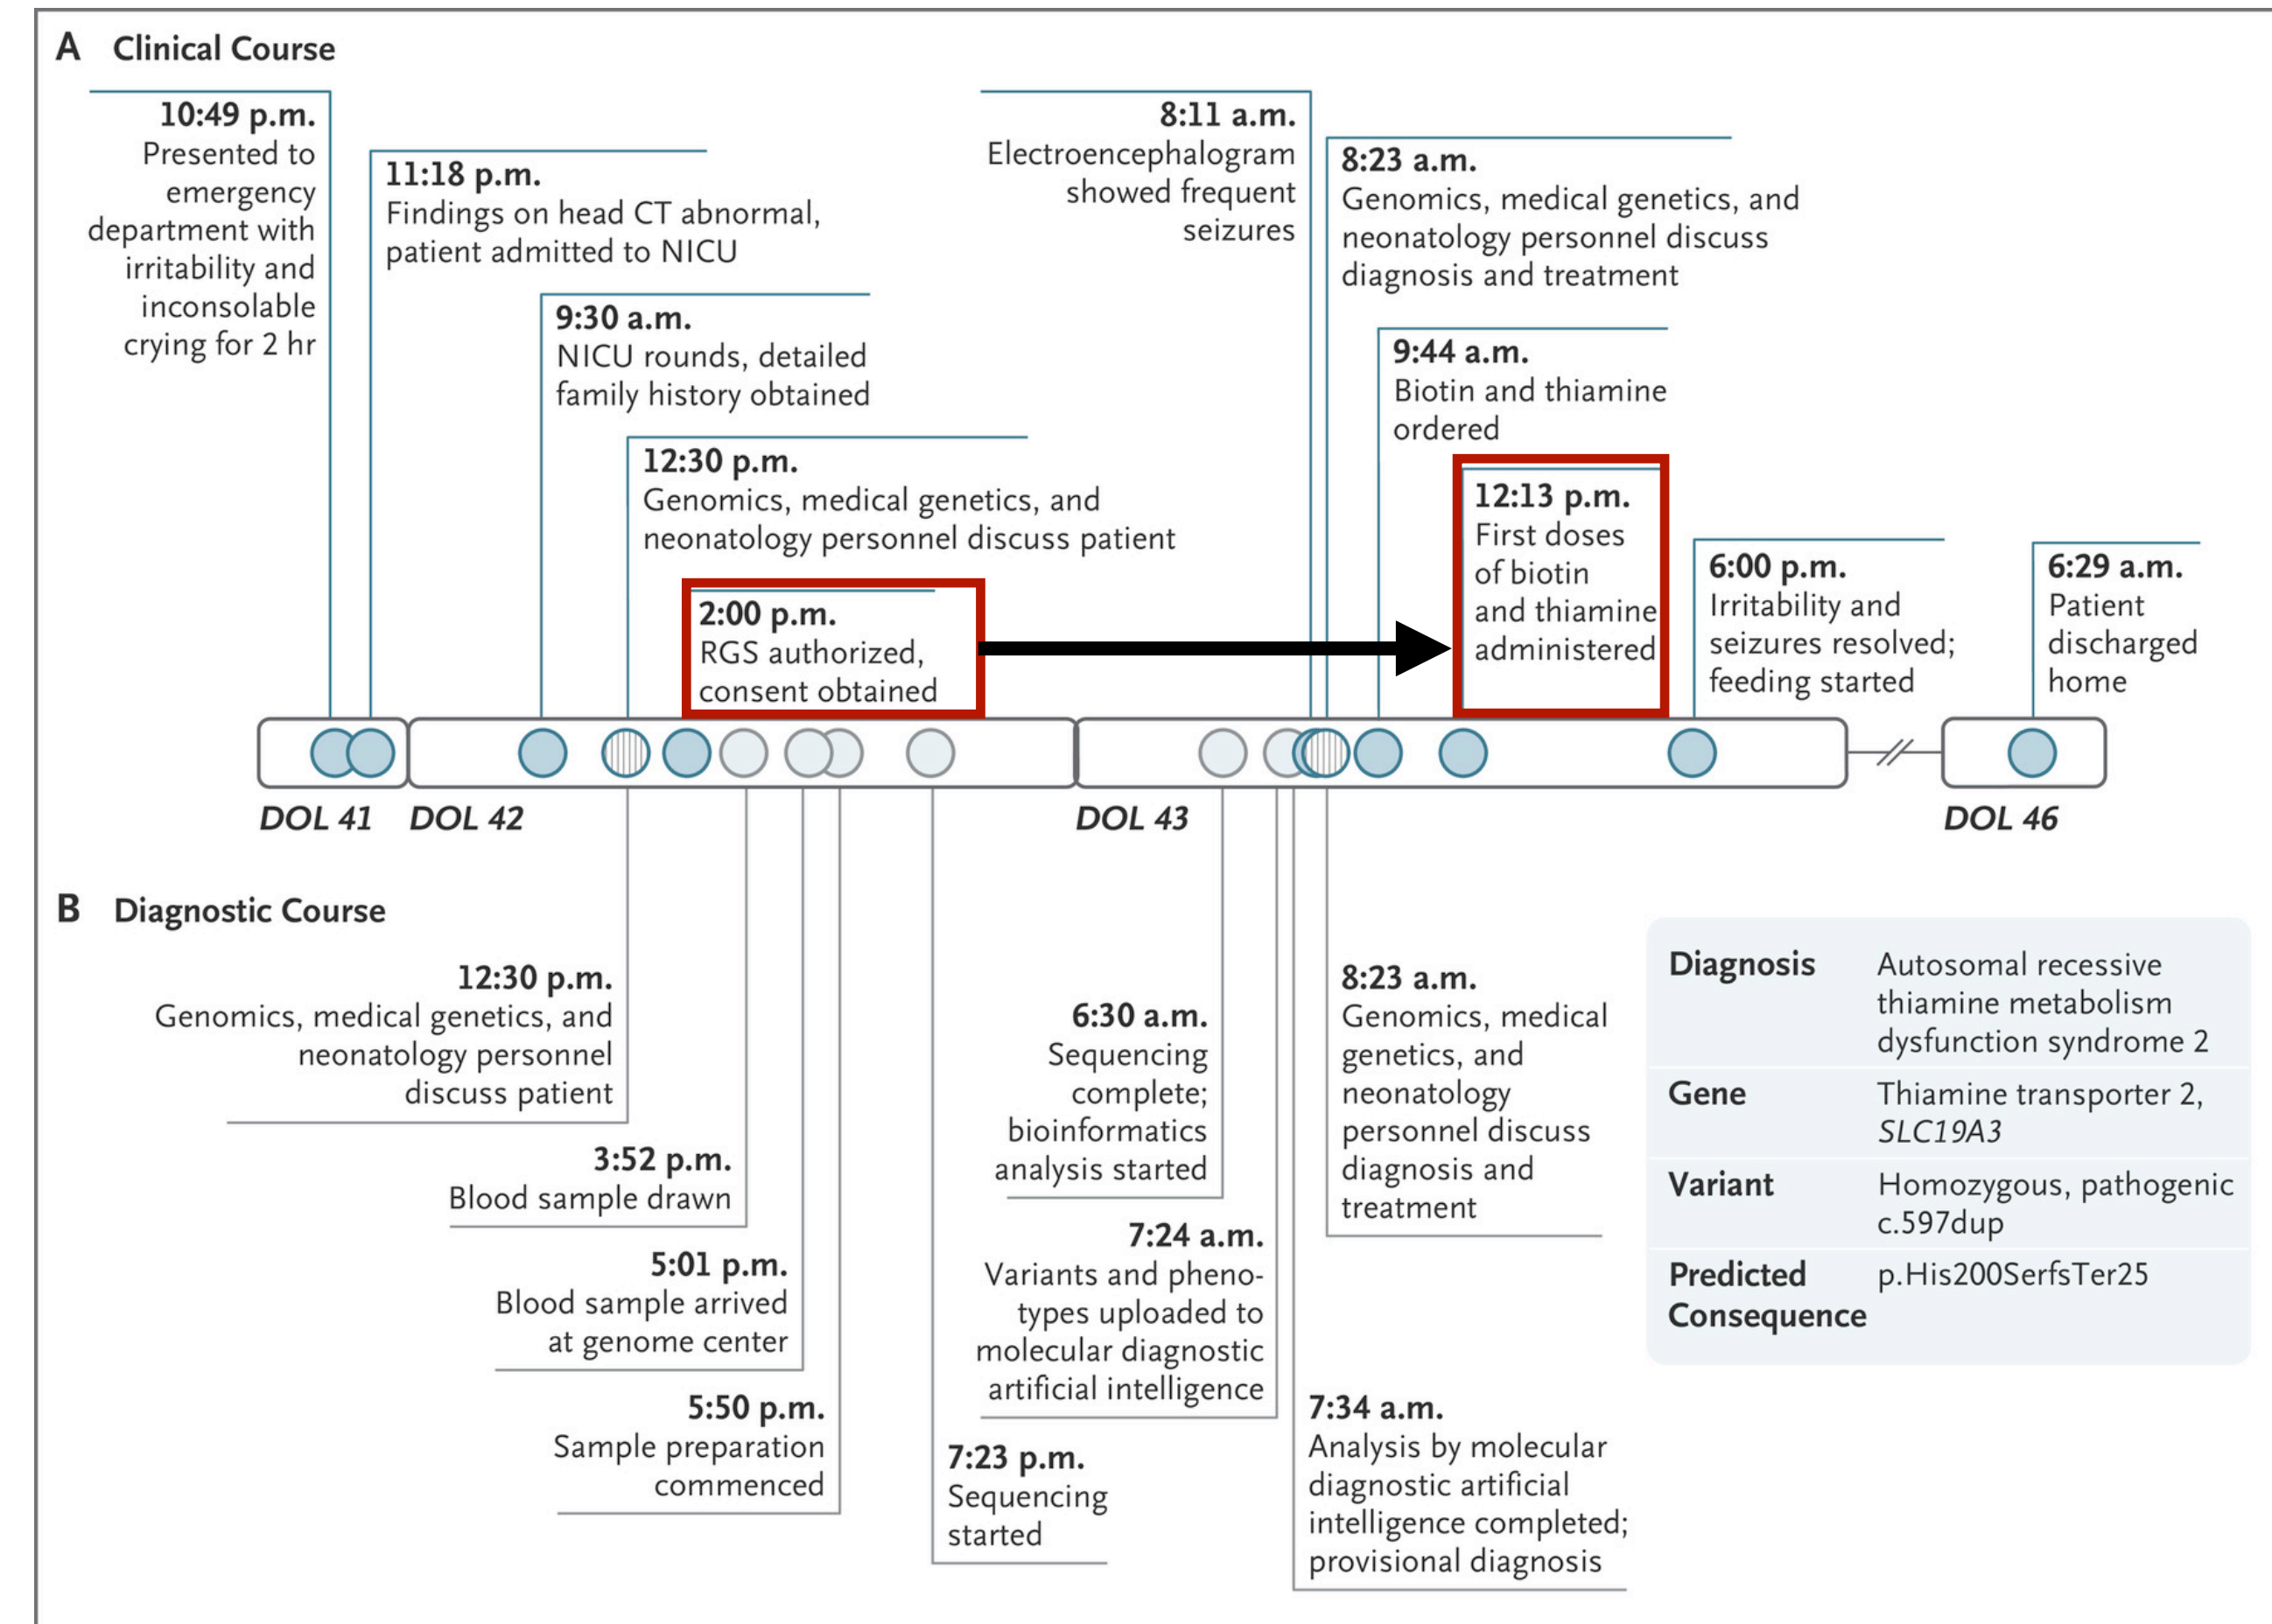 A Clinical Course
10:49 p.m.
Presented to
emergency
department with
irritability and
inconsolable
crying for 2 hr
11:18 p.m.
Findings on head CT abnormal,
patient admitted to NICU
9:30 a.m.
NICU rounds, detailed
family history obtained
12:30 p.m.
Genomics, medical genetics, and
neonatology personnel discuss patient
2:00 p.m.
RGS authorized,
consent obtained
8:11 a.m.
Electroencephalogram
showed frequent
seizures
8:23 a.m.
Genomics, medical genetics, and
neonatology personnel discuss
diagnosis and treatment
9:44 a.m.
Biotin and thiamine
ordered
12:13 p.m.
First doses
of biotin
and thiamine
administered
6:00 p.m.
Irritability and
seizures resolved;
feeding started
6:29 a.m.
Patient
discharged
home
DOL 41
DOL 42
DOL 43
DOL 46
B Diagnostic Course
12:30 p.m.
Genomics, medical genetics, and
neonatology personnel
discuss patient
3:52 p.m.
Blood sample drawn
5:01 p.m.
Blood sample arrived
at genome center
5:50 p.m.
Sample preparation
commenced
7:23 p.m.
Sequencing
started
6:30 a.m.
Sequencing
complete;
bioinformatics
analysis started
7:24 a.m.
Variants and pheno-
types uploaded to
molecular diagnostic
artificial intelligence
7:34 a.m.
Analysis by molecular
diagnostic artificial
intelligence completed;
provisional diagnosis
8:23 a.m.
Genomics, medical
genetics, and
neonatology
personnel discuss
diagnosis and
treatment
Diagnosis Autosomal recessive
thiamine metabolism
dysfunction syndrome 2
Gene Thiamine transporter 2,
SLC19A3
Variant Homozygous, pathogenic
c.597dup
Predicted p.His200SerfsTer25
Consequence